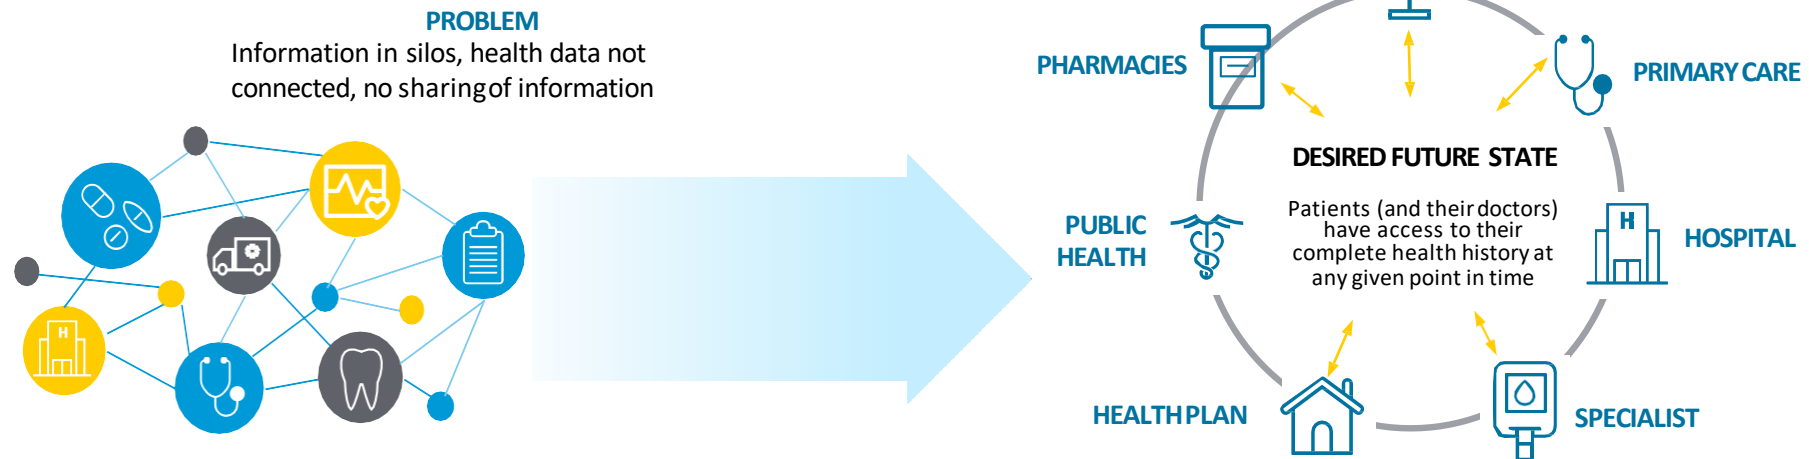 PROBLEM
Information in silos, health data not
connected, no sharingof information
PHARMACIES
PRIMARY CARE
DESIRED FUTURE STATE
Patients (and their doctors)
have access to their
complete health history at
any given point in time
PUBLIC
HEALTH
H
HOSPITAL
H
HEALTH PLAN
SPECIALIST